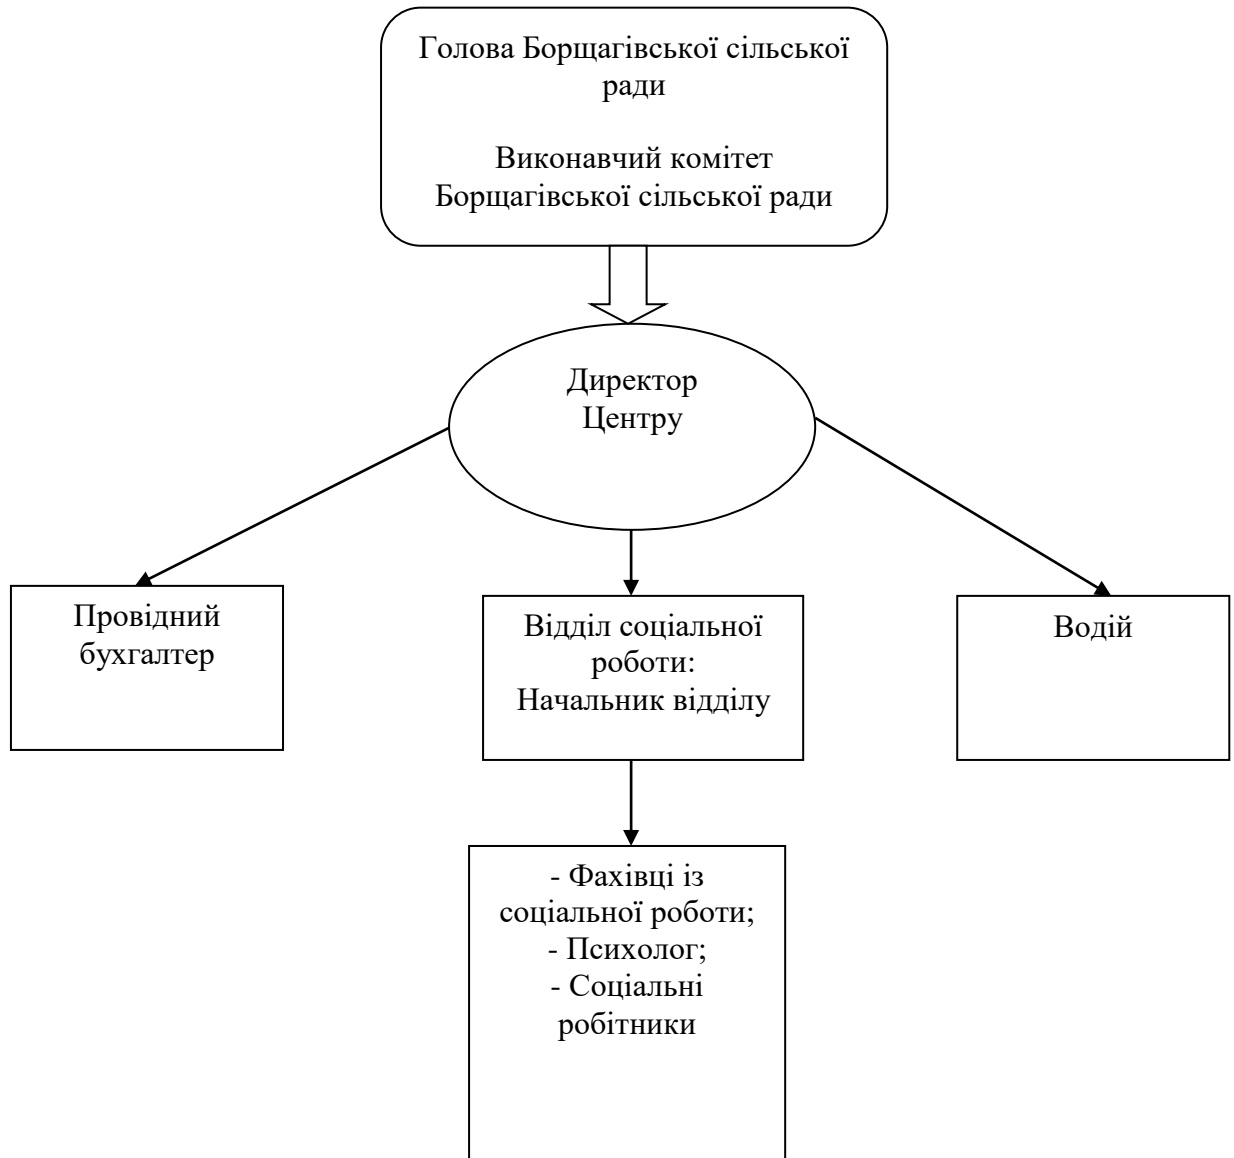 Голова Борщагівської сільської
ради
Виконавчий комітет
Борщагівської сільської ради
Директор
Центру
Провідний
бухгалтер
Відділ соціальної
роботи:
Начальник відділу
Водій
- Фахівці із
соціальної роботи;
- Психолог;
- Соціальні
робітники